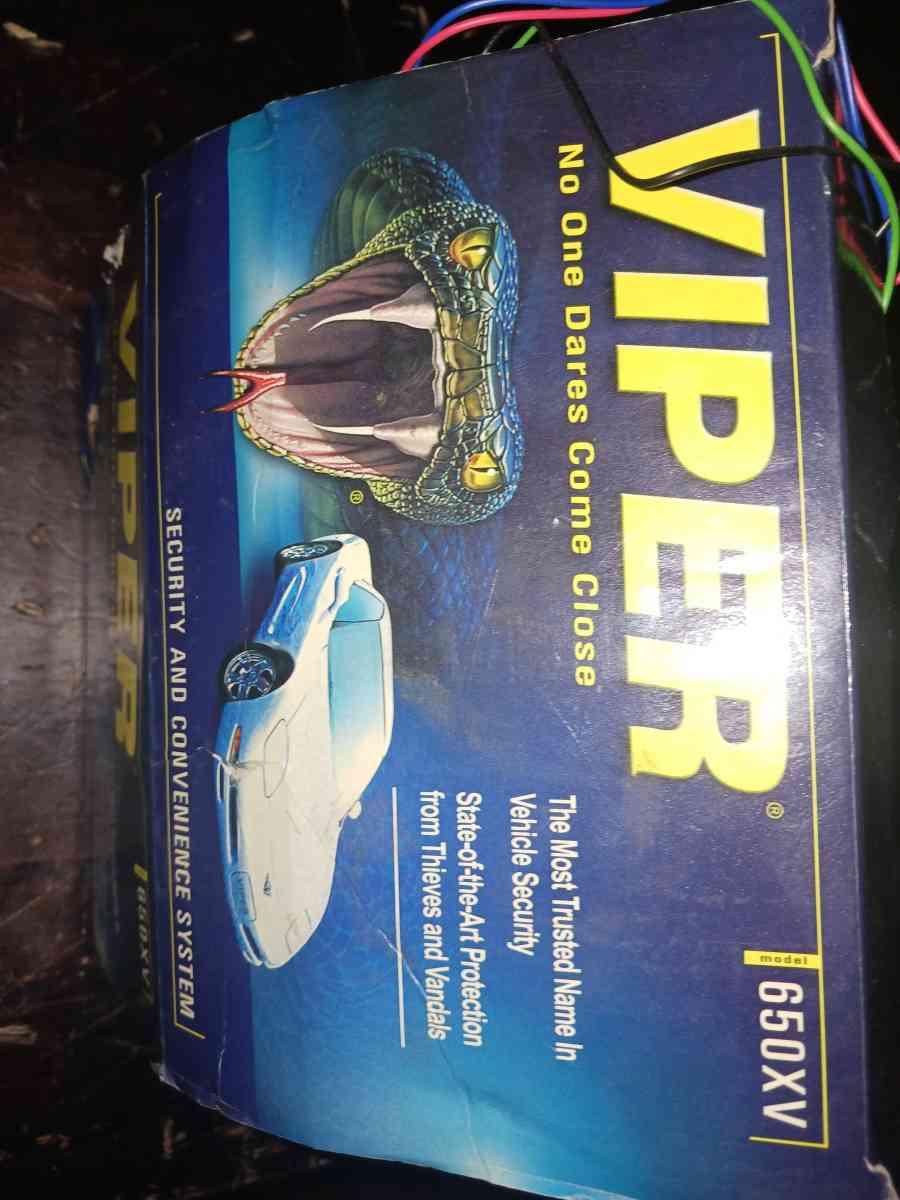 model 650XV
VIPER®
No One Dares Come Close
The Most Trusted Name In
Vehicle Security
State-of-the-Art Protection
from Thieves and Vandals
®
SECURITY AND CONVENIENCE SYSTEM
VIPER
650XV